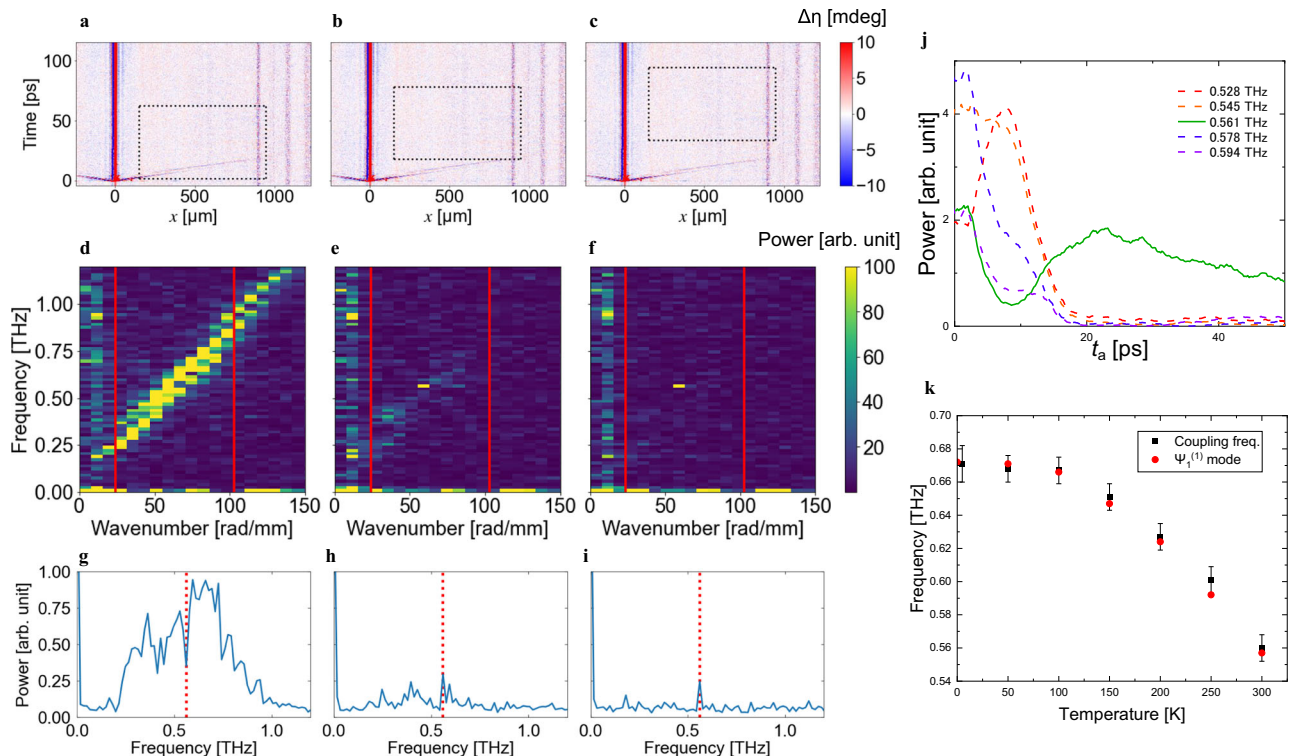 a
b
c
Δη [mdeg]
Time [ps]
100
50
0
0 500 1000
x [µm]
0 500 1000
x [µm]
0 500 1000
x [µm]
10
5
0
−5
−10
d
e
f
Power [arb. unit]
Frequency [THz]
1.00
0.75
0.50
0.25
0.00
0 50 100 150
Wavenumber [rad/mm]
0 50 100 150
Wavenumber [rad/mm]
0 50 100 150
Wavenumber [rad/mm]
100
80
60
40
20
g
h
i
Power [arb. unit]
1.00
0.75
0.50
0.25
0.00
0.0 0.5 1.0
Frequency [THz]
0.0 0.5 1.0
Frequency [THz]
0.0 0.5 1.0
Frequency [THz]
j
Power [arb. unit]
4
2
0
0.528 THz
0.545 THz
0.561 THz
0.578 THz
0.594 THz
0 20 40
tₐ [ps]
k
Frequency [THz]
0.70
0.68
0.66
0.64
0.62
0.60
0.58
0.56
0.54
Coupling freq.
Ψ₁⁽¹⁾ mode
0 50 100 150 200 250 300
Temperature [K]